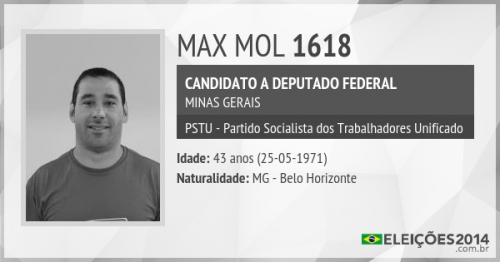 MAX MOL 1618
CANDIDATO A DEPUTADO FEDERAL
MINAS GERAIS
PSTU - Partido Socialista dos Trabalhadores Unificado
Idade: 43 anos (25-05-1971)
Naturalidade: MG - Belo Horizonte
ELEIÇÕES2014
.com.br